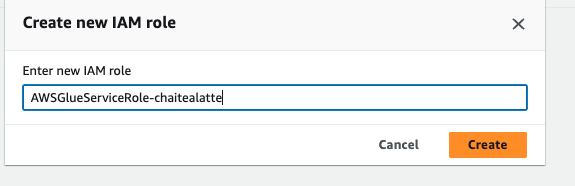 Create new IAM role
Enter new IAM role
AWSGlueServiceRole-chaitealatte
Cancel
Create